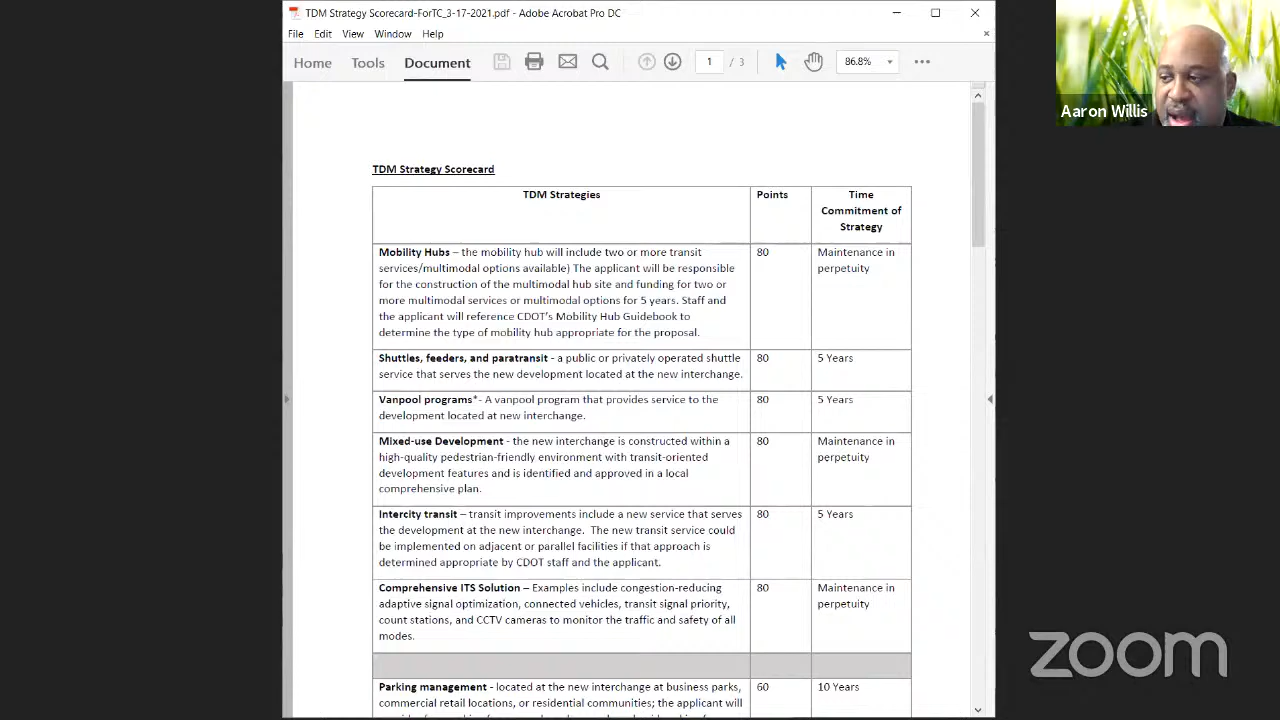 TDM Strategy Scorecard-ForTC_3-17-2021.pdf - Adobe Acrobat Pro DC
File Edit View Window Help
Home Tools Document 1 / 3 86.8%
Aaron Willis
TDM Strategy Scorecard
TDM Strategies Points Time
Commitment of
Strategy
Mobility Hubs – the mobility hub will include two or more transit 80 Maintenance in
services/multimodal options available) The applicant will be responsible perpetuity
for the construction of the multimodal hub site and funding for two or
more multimodal services or multimodal options for 5 years. Staff and
the applicant will reference CDOT's Mobility Hub Guidebook to
determine the type of mobility hub appropriate for the proposal.
Shuttles, feeders, and paratransit - a public or privately operated shuttle 80 5 Years
service that serves the new development located at the new interchange.
Vanpool programs*- A vanpool program that provides service to the 80 5 Years
development located at new interchange.
Mixed-use Development - the new interchange is constructed within a 80 Maintenance in
high-quality pedestrian-friendly environment with transit-oriented perpetuity
development features and is identified and approved in a local
comprehensive plan.
Intercity transit – transit improvements include a new service that serves 80 5 Years
the development at the new interchange. The new transit service could
be implemented on adjacent or parallel facilities if that approach is
determined appropriate by CDOT staff and the applicant.
Comprehensive ITS Solution – Examples include congestion-reducing 80 Maintenance in
adaptive signal optimization, connected vehicles, transit signal priority, perpetuity
count stations, and CCTV cameras to monitor the traffic and safety of all
modes.
Parking management - located at the new interchange at business parks, 60 10 Years
commercial retail locations, or residential communities; the applicant will
zoom